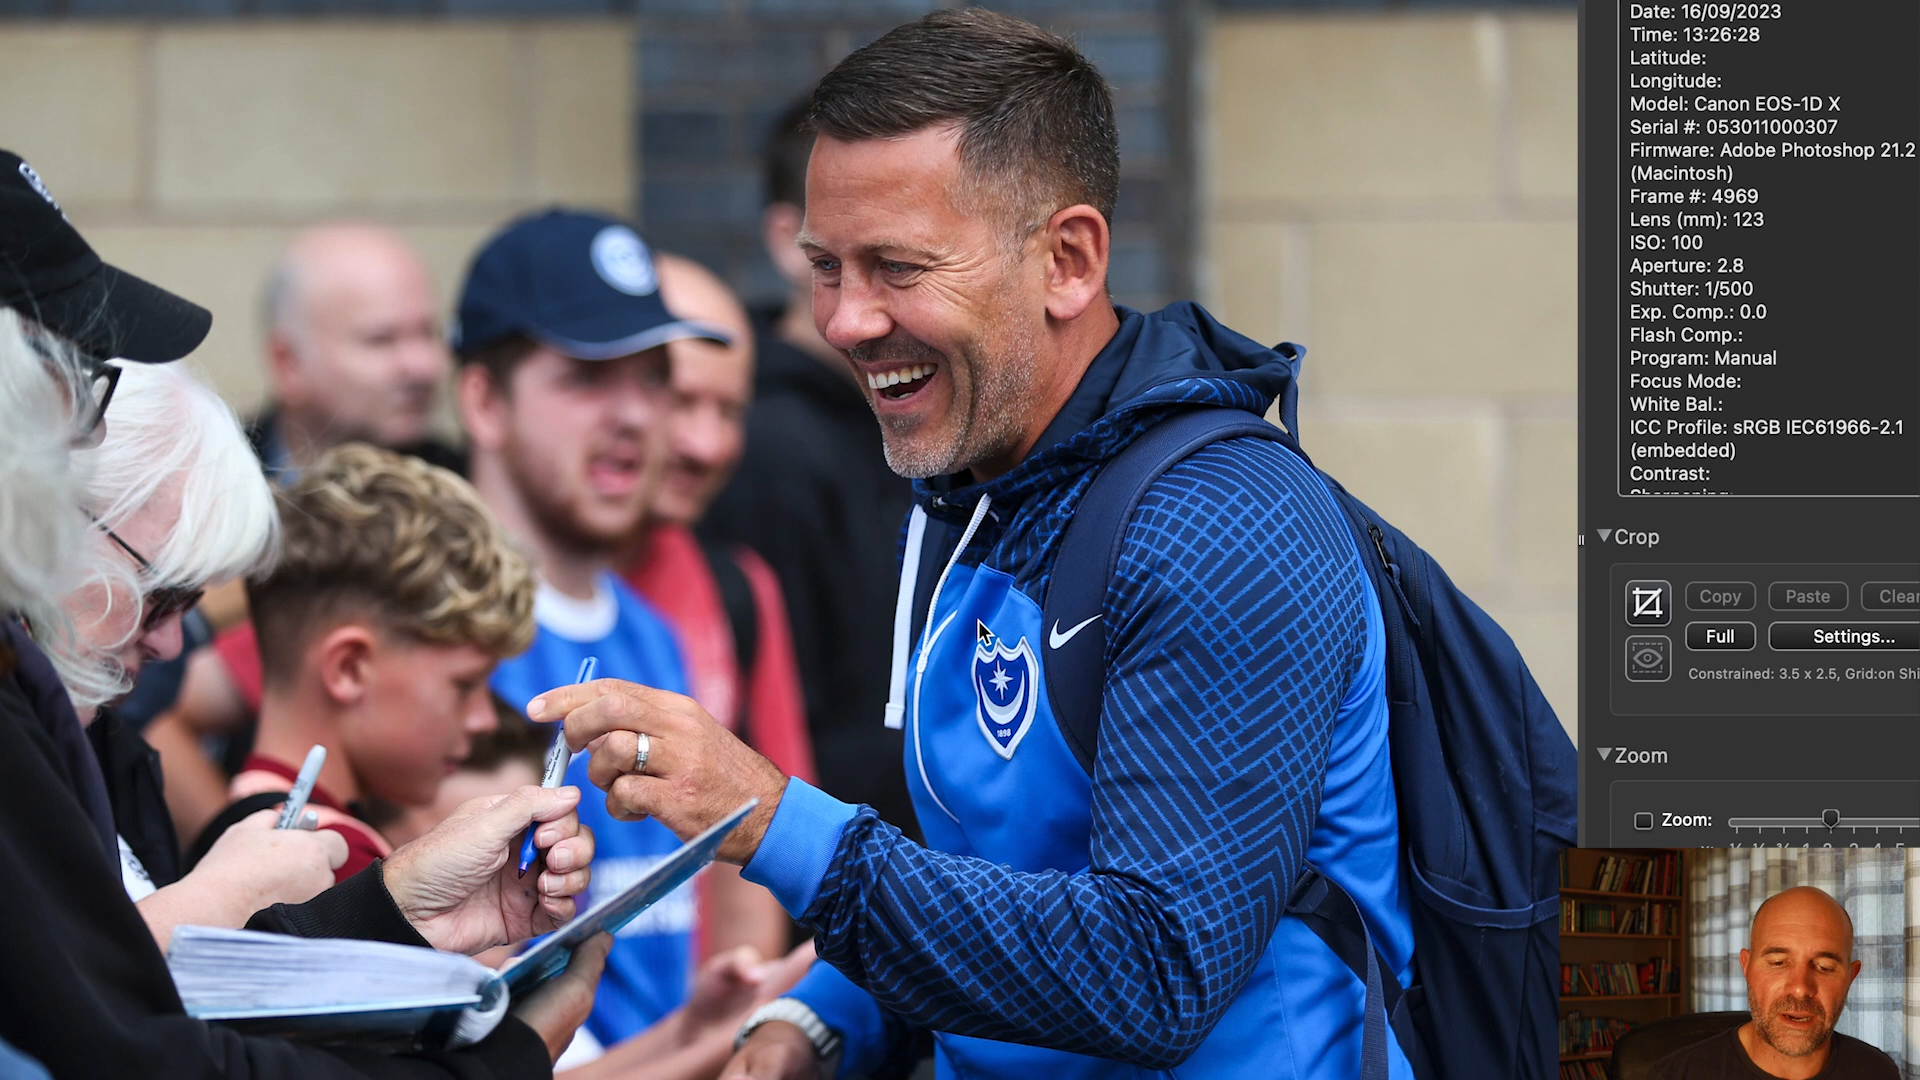 Date: 16/09/2023
Time: 13:26:28
Latitude:
Longitude:
Model: Canon EOS-1D X
Serial #: 053011000307
Firmware: Adobe Photoshop 21.2
(Macintosh)
Frame #: 4969
Lens (mm): 123
ISO: 100
Aperture: 2.8
Shutter: 1/500
Exp. Comp.: 0.0
Flash Comp.:
Program: Manual
Focus Mode:
White Bal.:
ICC Profile: sRGB IEC61966-2.1
(embedded)
Contrast:
Crop
Copy Paste Clear
Full Settings...
Constrained: 3.5 x 2.5, Grid:on
Zoom
Zoom:
1898